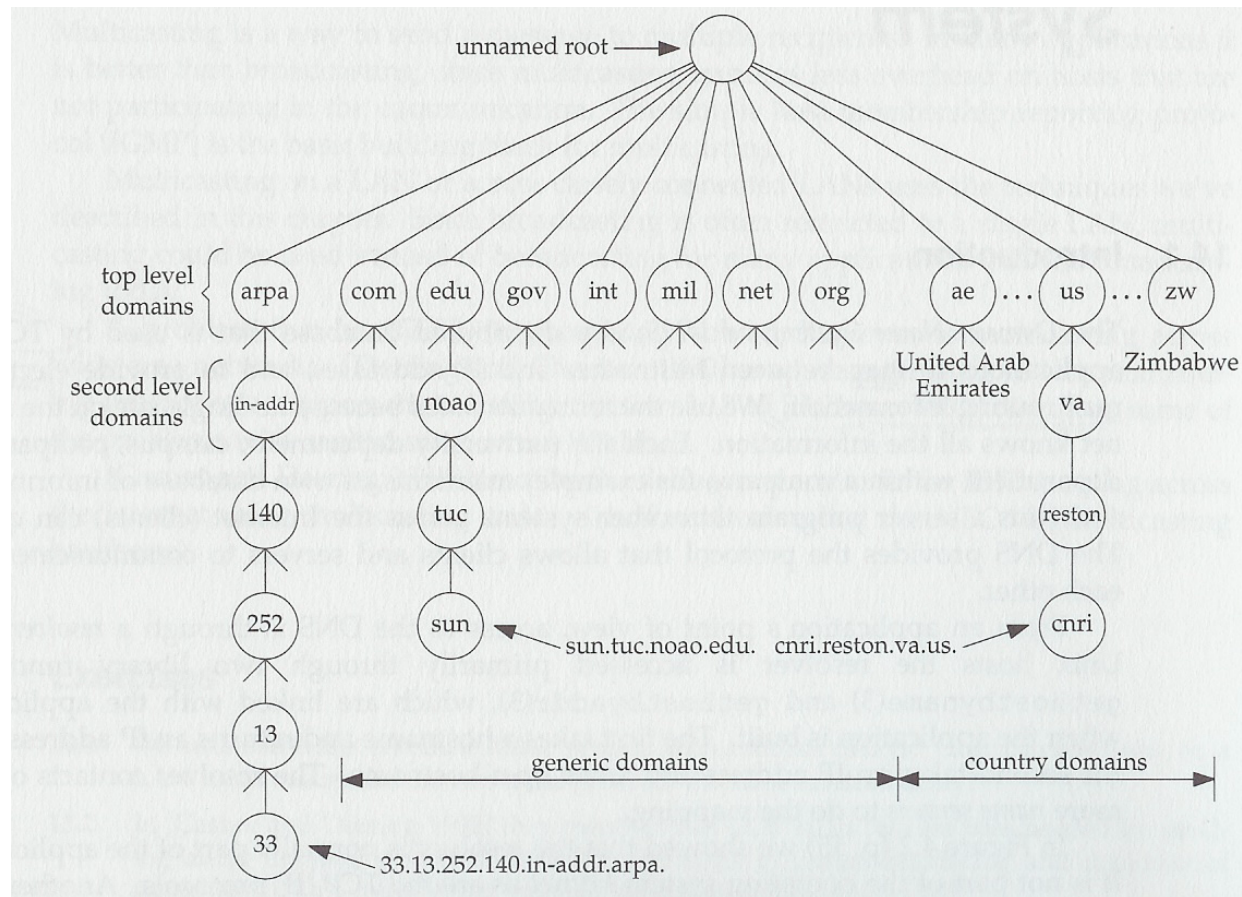 unnamed root
top level
domains
arpa com edu gov int mil net org ae ... us ... zw
United Arab
Emirates
Zimbabwe
second level
domains
in-addr noao va
140 tuc reston
252 sun cnri
sun.tuc.noao.edu. cnri.reston.va.us.
13
generic domains country domains
33
33.13.252.140.in-addr.arpa.